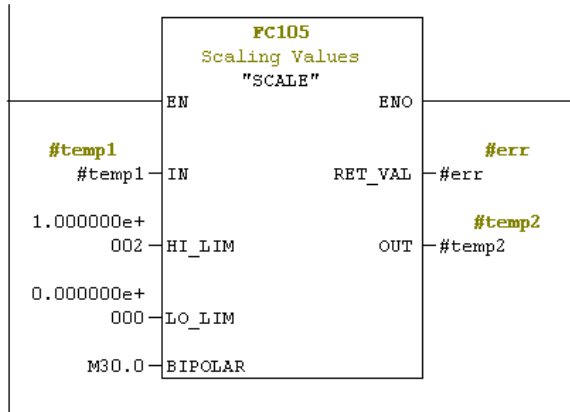 FC105
Scaling Values
"SCALE"
EN ENO
#temp1 #err
#temp1 IN RET_VAL #err
1.000000e+ #temp2
002 HI_LIM OUT #temp2
0.000000e+
000 LO_LIM
M30.0 BIPOLAR